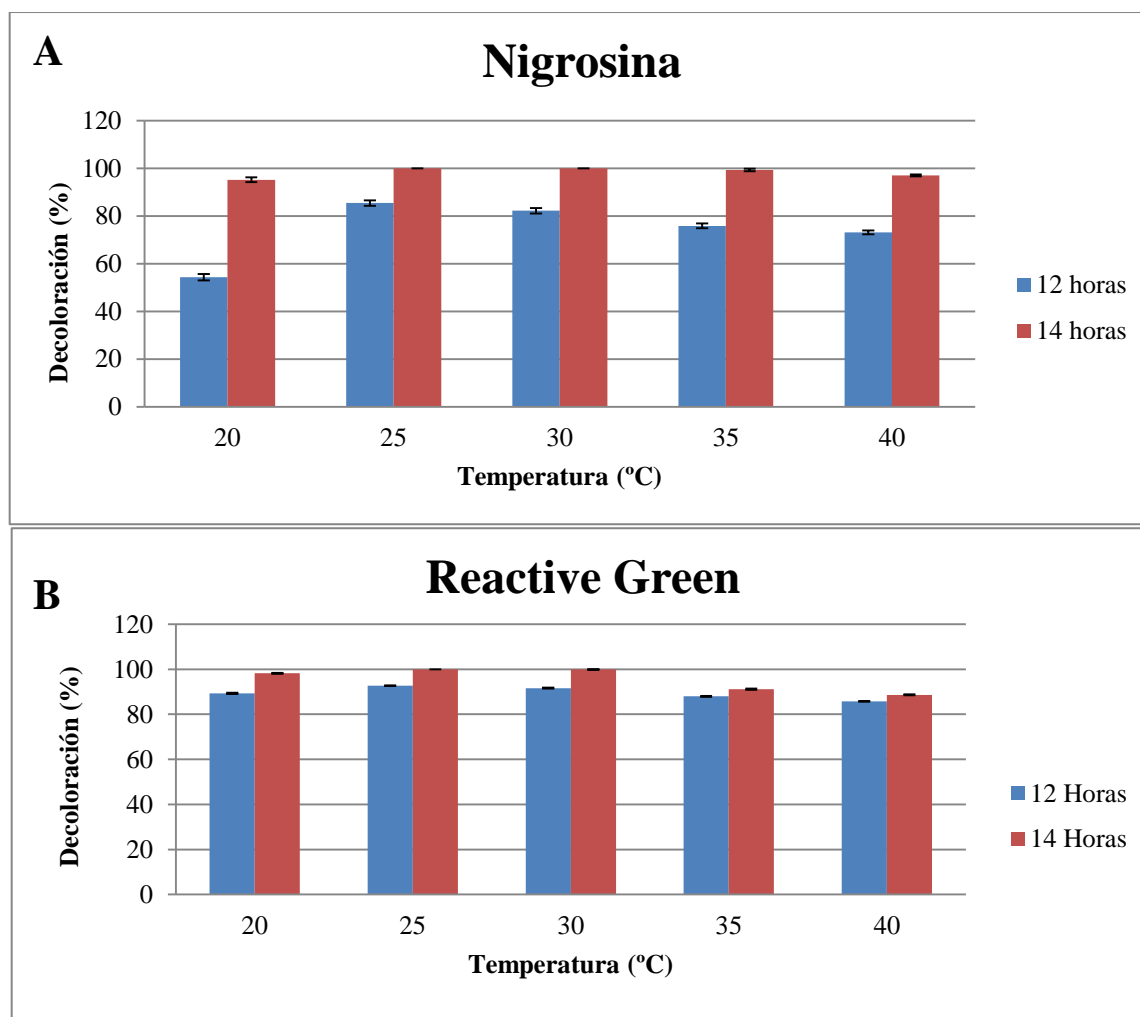 A
Nigrosina
120
100
80
60
40
20
0
Decoloración (%)
20 25 30 35 40
Temperatura (ºC)
12 horas
14 horas
B
Reactive Green
120
100
80
60
40
20
0
Decoloración (%)
20 25 30 35 40
Temperatura (ºC)
12 Horas
14 Horas